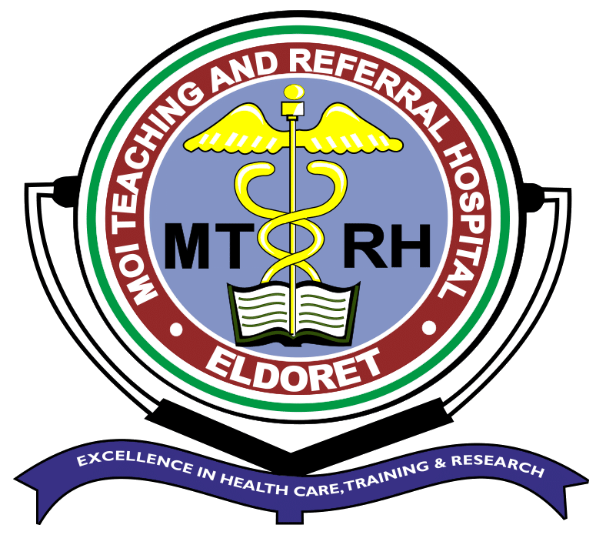 MOI TEACHING AND REFERRAL HOSPITAL
MT RH
• ELDORET •
EXCELLENCE IN HEALTH CARE,TRAINING & RESEARCH